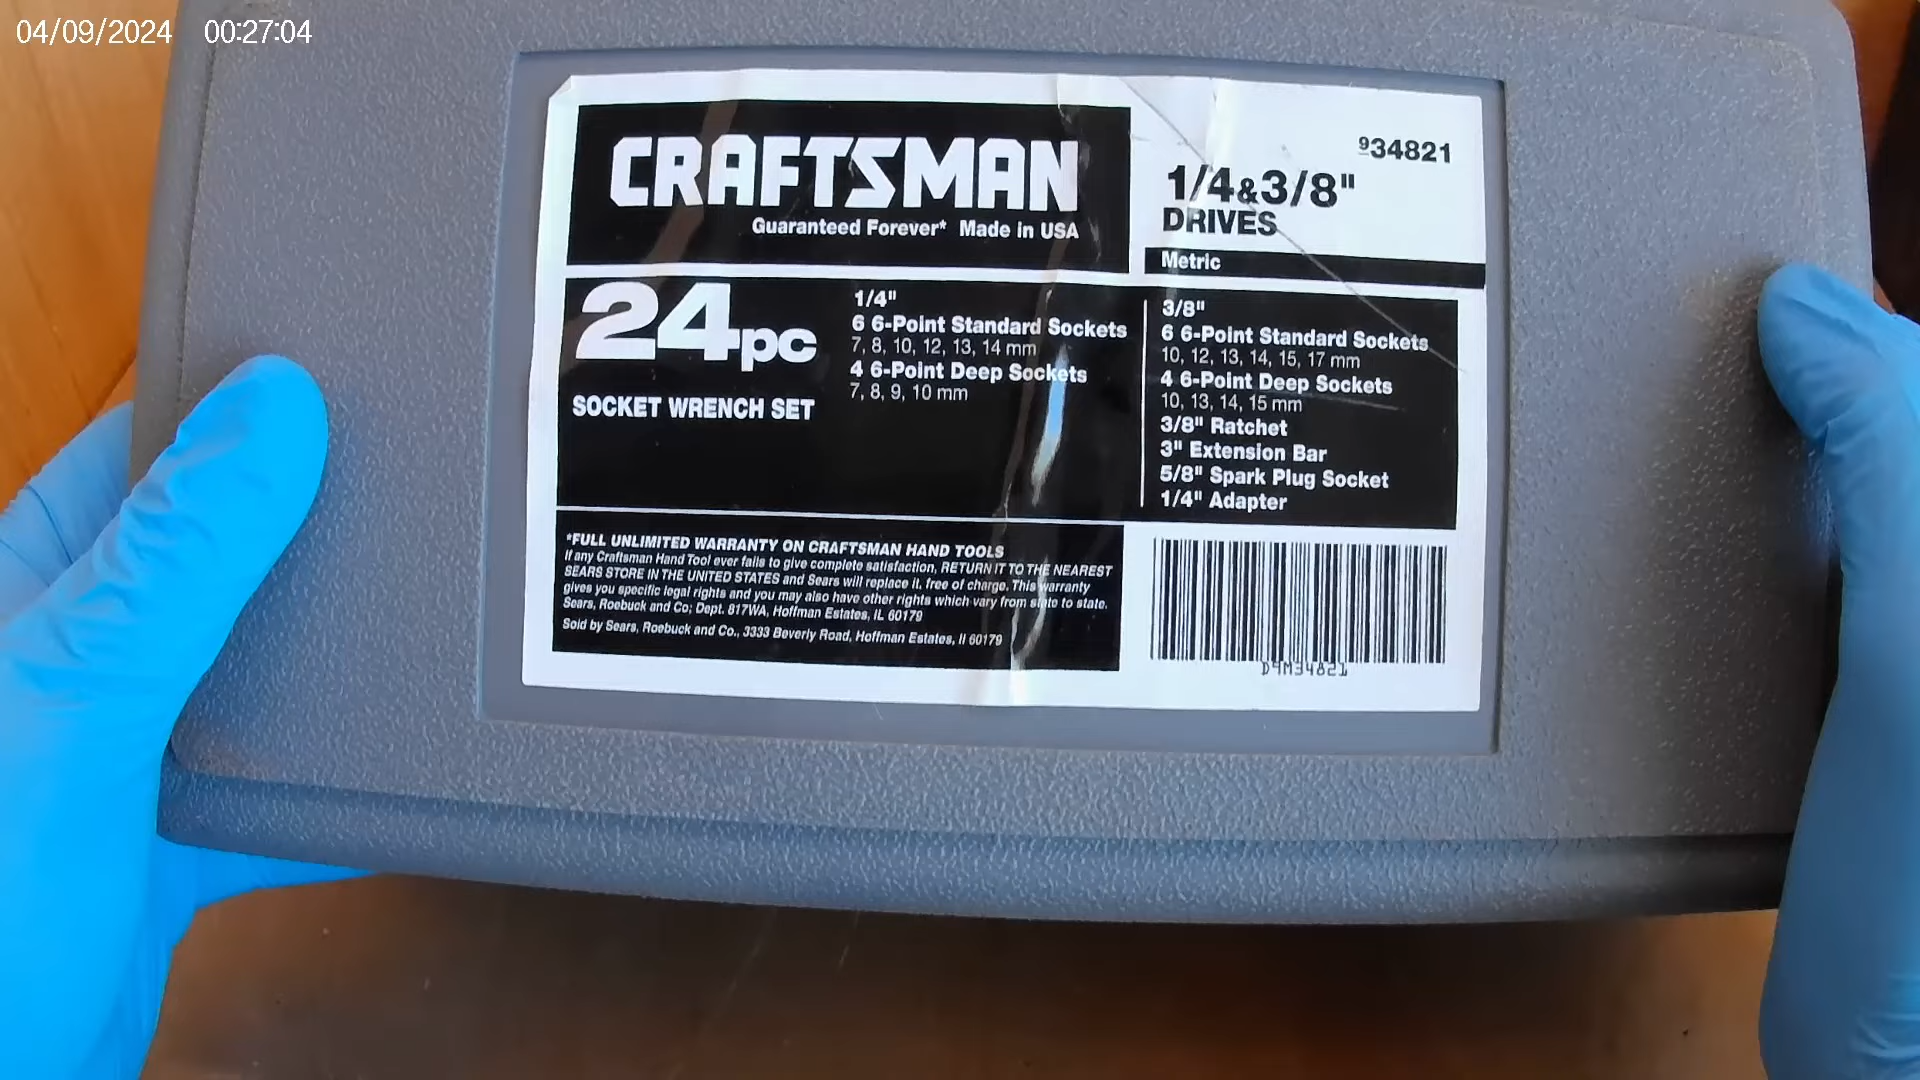 04/09/2024 00:27:04
CRAFTSMAN
Guaranteed Forever* Made in USA
934821
1/4&3/8"
DRIVES
Metric
24pc
SOCKET WRENCH SET
1/4"
6 6-Point Standard Sockets
7, 8, 10, 12, 13, 14 mm
4 6-Point Deep Sockets
7, 8, 9, 10 mm
3/8"
6 6-Point Standard Sockets
10, 12, 13, 14, 15, 17 mm
4 6-Point Deep Sockets
10, 13, 14, 15 mm
3/8" Ratchet
3" Extension Bar
5/8" Spark Plug Socket
1/4" Adapter
*FULL UNLIMITED WARRANTY ON CRAFTSMAN HAND TOOLS
If any Craftsman Hand Tool ever fails to give complete satisfaction, RETURN IT TO THE NEAREST
SEARS STORE IN THE UNITED STATES and Sears will replace it, free of charge. This warranty
gives you specific legal rights and you may also have other rights which vary from state to state.
Sears, Roebuck and Co; Dept. 817WA, Hoffman Estates, IL 60179
Sold by Sears, Roebuck and Co., 3333 Beverly Road, Hoffman Estates, Il 60179
D9M34821